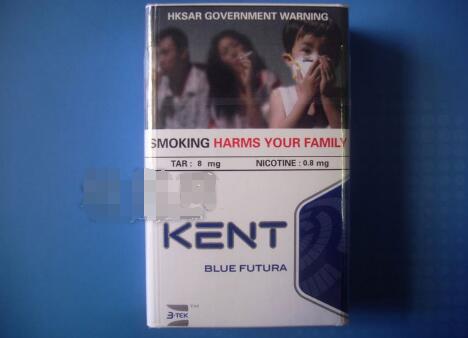 HKSAR GOVERNMENT WARNING
SMOKING HARMS YOUR FAMILY
TAR : 8 mg NICOTINE : 0.8 mg
KENT
BLUE FUTURA
3-TEK TM